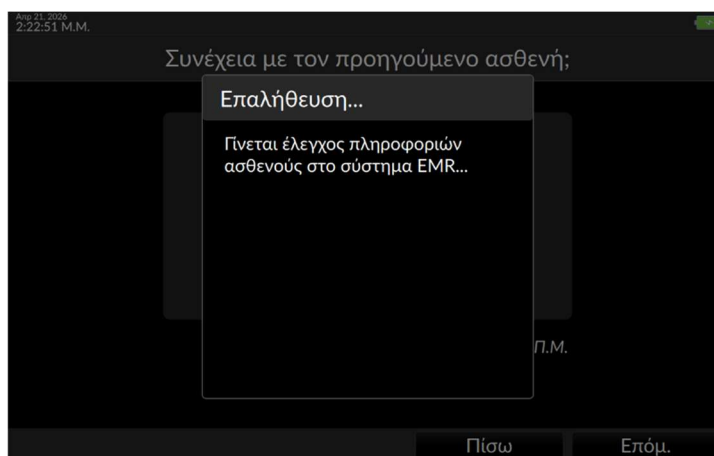 Απρ 21, 2026
2:22:51 Μ.Μ.
Συνέχεια με τον προηγούμενο ασθενή;
Επαλήθευση...
Γίνεται έλεγχος πληροφοριών
ασθενούς στο σύστημα EMR...
Π.Μ.
Πίσω
Επόμ.